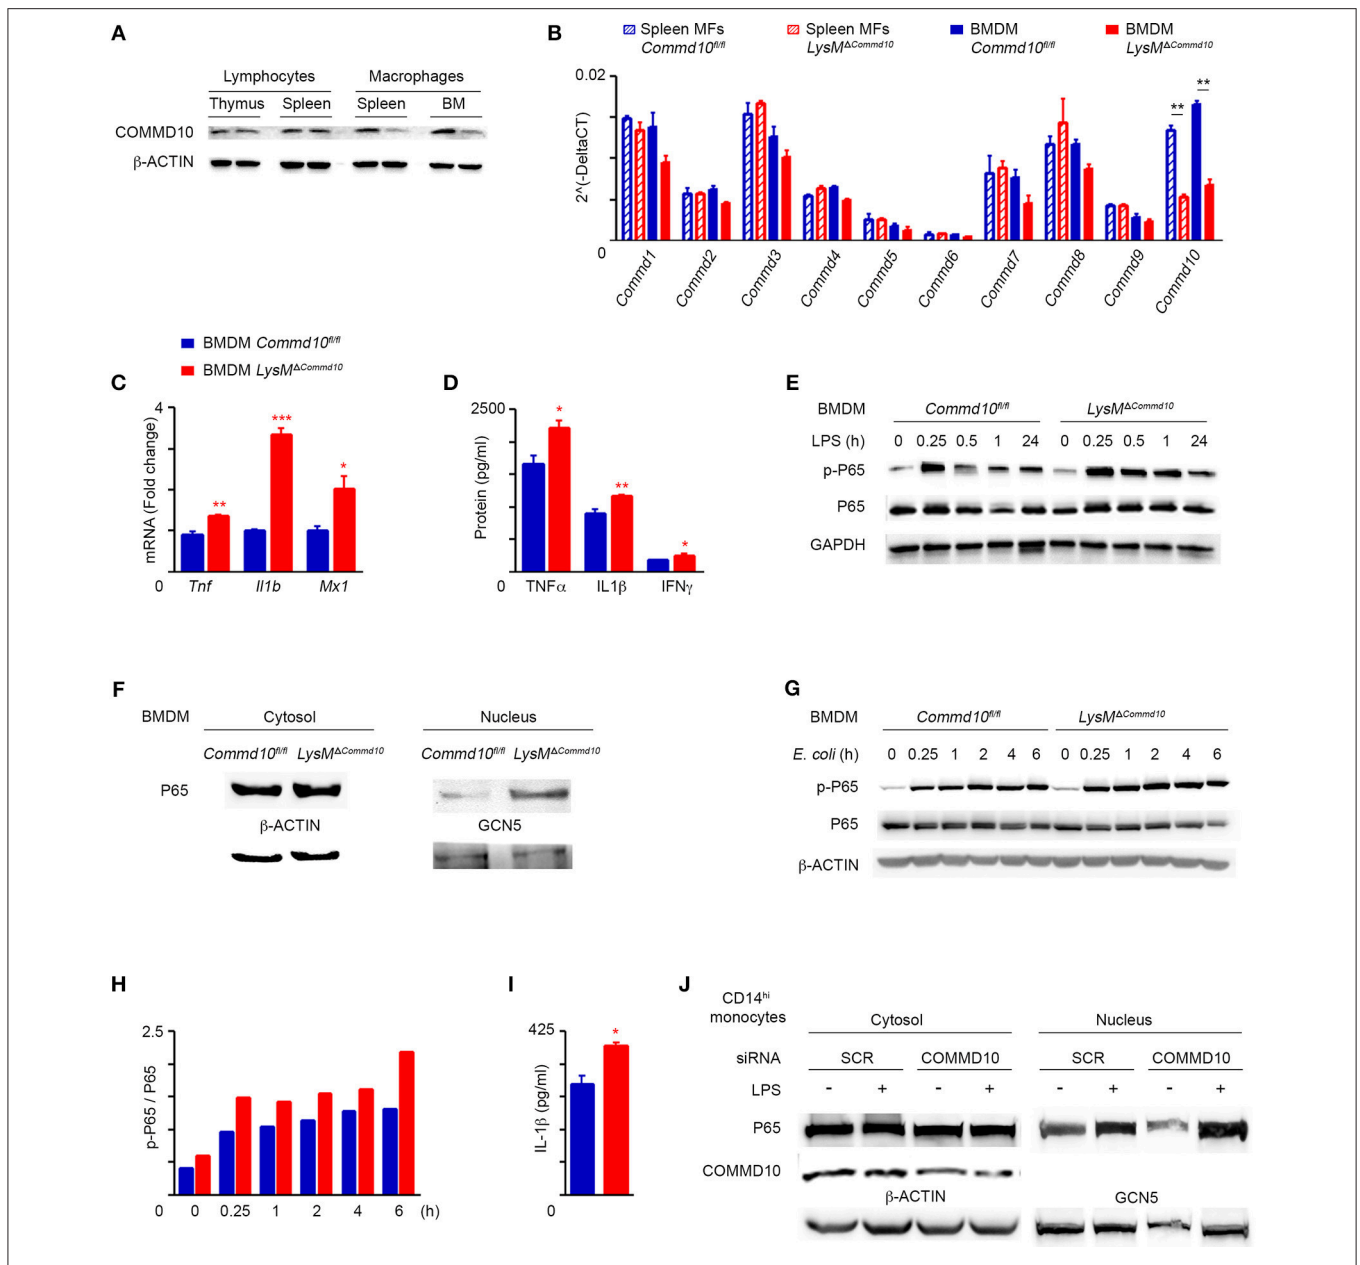 A
Lymphocytes Macrophages
Thymus Spleen Spleen BM
COMMD10
β-ACTIN
B
Spleen MFs Spleen MFs BMDM BMDM
Commd10fl/fl LysMΔCommd10 Commd10fl/fl LysMΔCommd10
0.02
2^(-DeltaCT)
0
** **
Commd1 Commd2 Commd3 Commd4 Commd5 Commd6 Commd7 Commd8 Commd9 Commd10
BMDM Commd10fl/fl
BMDM LysMΔCommd10
C
4
mRNA (Fold change)
** *** *
0
Tnf Il1b Mx1
D
2500
Protein (pg/ml)
* ** *
0
TNFα IL1β IFNγ
E
BMDM Commd10fl/fl LysMΔCommd10
LPS (h) 0 0.25 0.5 1 24 0 0.25 0.5 1 24
p-P65
P65
GAPDH
F
BMDM Cytosol Nucleus
Commd10fl/fl LysMΔCommd10 Commd10fl/fl LysMΔCommd10
P65
β-ACTIN GCN5
G
BMDM Commd10fl/fl LysMΔCommd10
E. coli (h) 0 0.25 1 2 4 6 0 0.25 1 2 4 6
p-P65
P65
β-ACTIN
H
2.5
p-P65 / P65
0
0 0.25 1 2 4 6 (h)
I
425
IL-1β (pg/ml)
*
0
J
CD14hi
monocytes
Cytosol Nucleus
siRNA SCR COMMD10 SCR COMMD10
LPS - + - + - + - +
P65
COMMD10
β-ACTIN GCN5